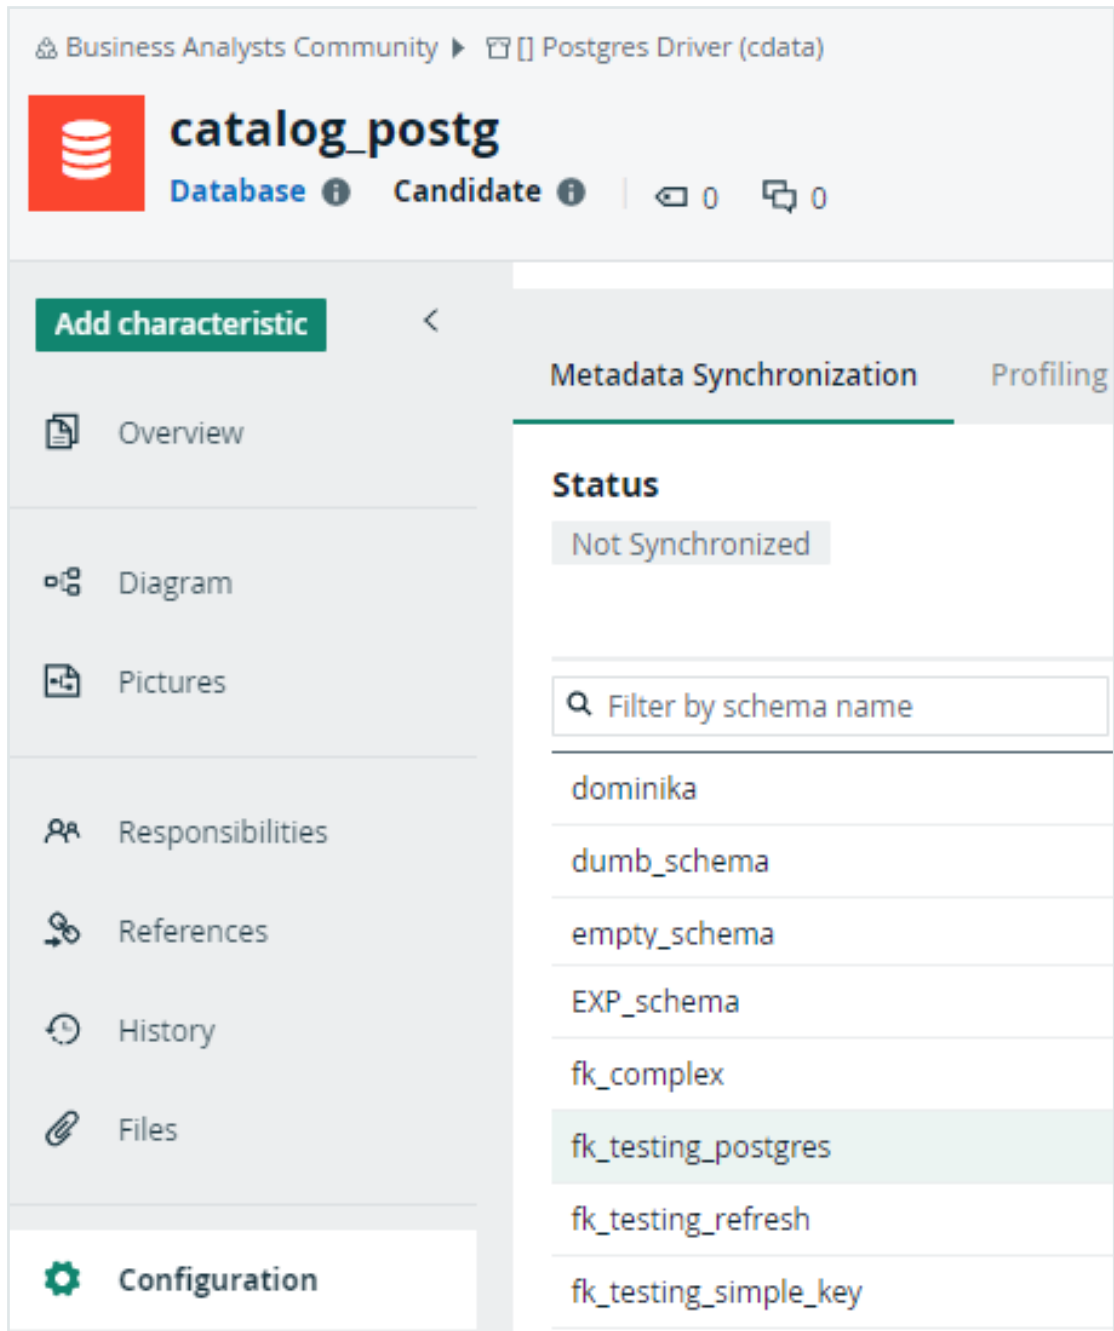 Business Analysts Community [] Postgres Driver (cdata)
catalog_postg
Database Candidate 0 0
Add characteristic
Overview
Diagram
Pictures
Responsibilities
References
History
Files
Configuration
Metadata Synchronization Profiling
Status
Not Synchronized
Filter by schema name
dominika
dumb_schema
empty_schema
EXP_schema
fk_complex
fk_testing_postgres
fk_testing_refresh
fk_testing_simple_key